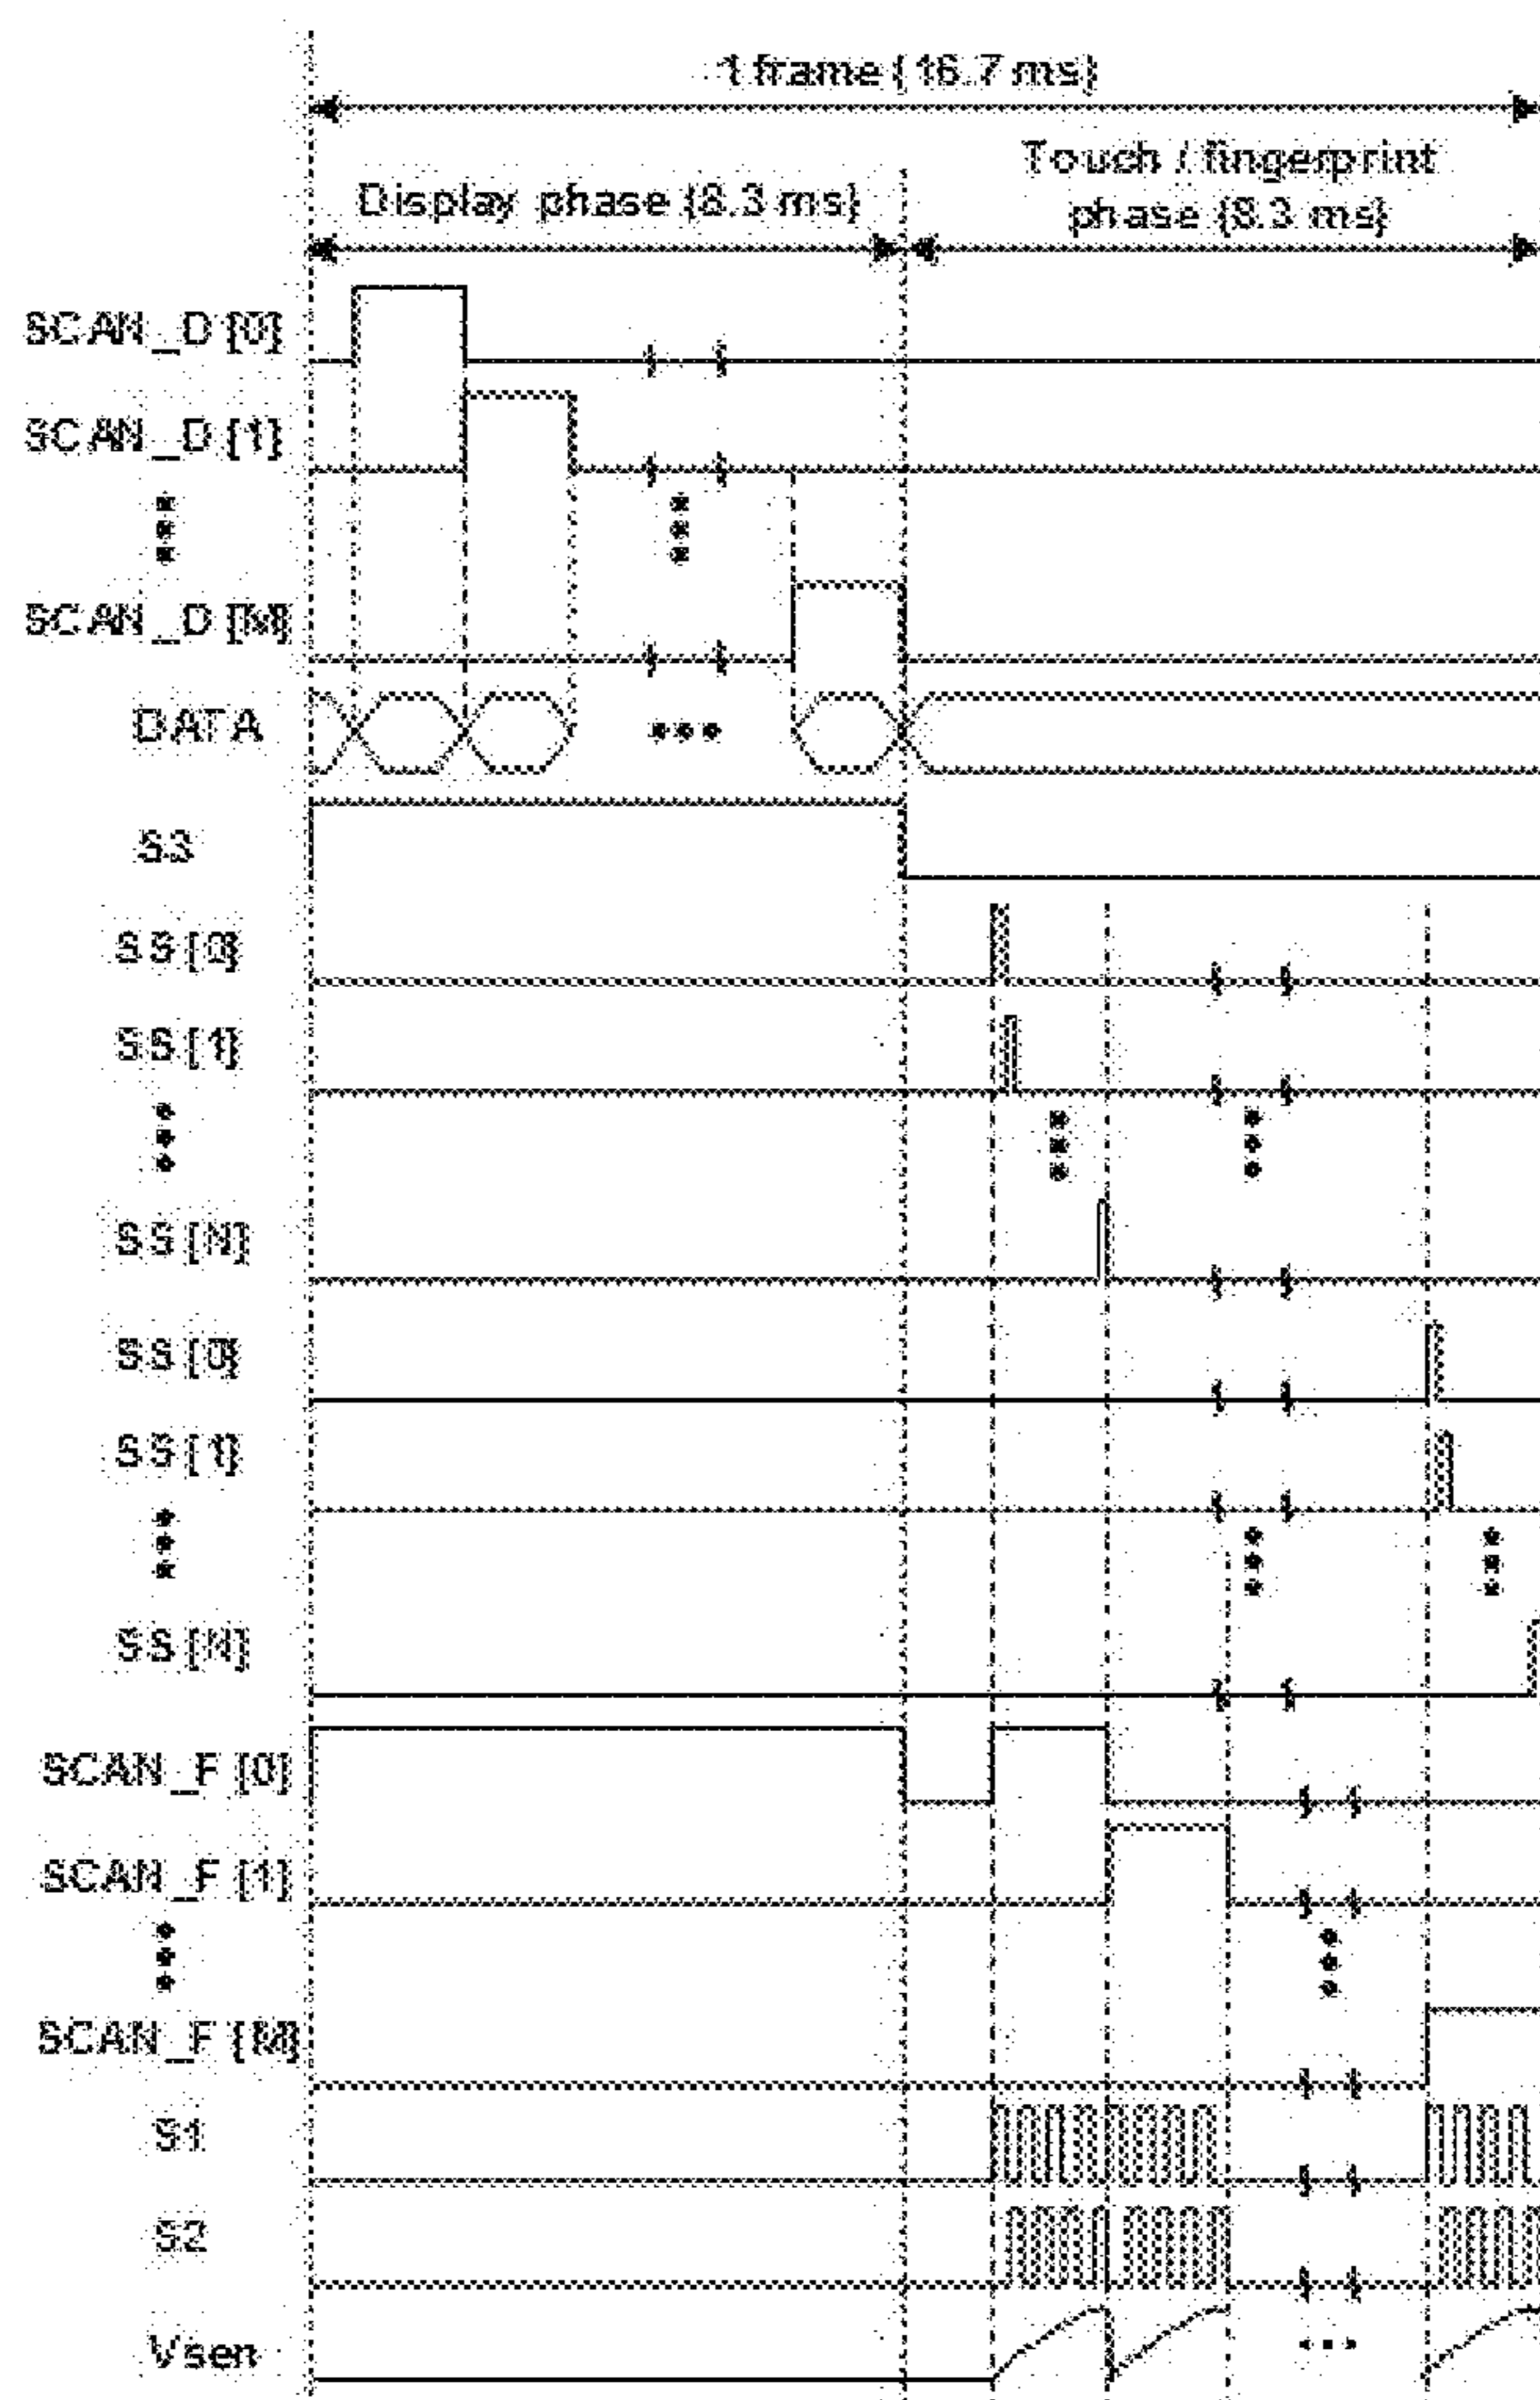 1 frame (16.7 ms)
Touch / fingerprint
phase (8.3 ms)
Display phase (8.3 ms)
SCAN_D [0]
SCAN_D [1]
SCAN_D [M]
DATA
S3
SS [0]
SS [1]
SS [N]
SS [0]
SS [1]
SS [N]
SCAN_F [0]
SCAN_F [1]
SCAN_F [M]
S1
S2
Vsen